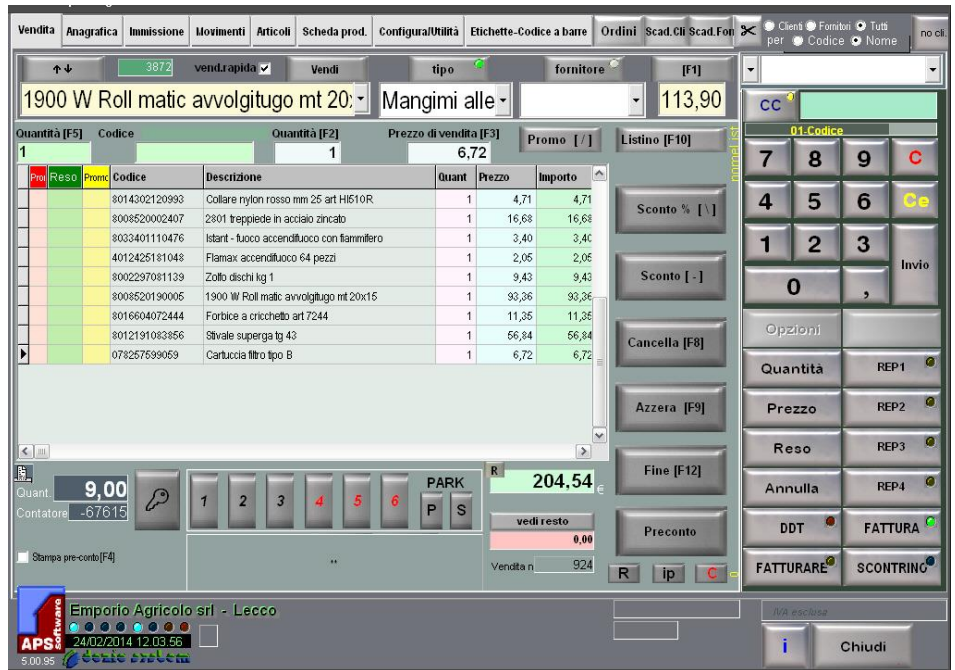 Vendita Anagrafica Immissione Movimenti Articoli Scheda prod. Configura/Utilità Etichette-Codice a barre Ordini Scad.Cli Scad.Forn
Clienti Fornitori Tutti
per Codice Nome
no cli.
3872 vend.rapida Vendi tipo fornitore [F1]
1900 W Roll matic avvolgitugo mt 20: Mangimi alle 113,90
Quantità [F5] Codice Quantità [F2] Prezzo di vendita [F3] Promo [/] Listino [F10]
1 1 6,72
Reso Promo Codice Descrizione Quant Prezzo Importo
8014302120993 Collare nylon rosso mm 25 art HI510R 1 4,71 4,71
8008520002407 2801 treppiede in acciaio zincato 1 16,68 16,68
8033401110476 Istant - fuoco accendifuoco con fiammifero 1 3,40 3,40
4012425181048 Flamax accendifuoco 64 pezzi 1 2,05 2,05
8002297081139 Zolfo dischi kg 1 1 9,43 9,43
8008520190005 1900 W Roll matic avvolgitugo mt 20x15 1 93,36 93,36
8016604072444 Forbice a cricchetto art 7244 1 11,35 11,35
8012191083856 Stivale superga tg 43 1 56,84 56,84
078257599059 Cartuccia filtro tipo B 1 6,72 6,72
Sconto % [\]
Sconto [-]
Cancella [F8]
Azzera [F9]
Fine [F12]
Preconto
R ip C
Quant. 9,00
Contatore -67615
1 2 3 4 5 6
PARK
P S
R 204,54 €
vedi resto
0,00
Vendita n 924
Stampa pre-conto[F4]
CC
01-Codice
7 8 9 C
4 5 6 Ce
1 2 3 Invio
0 ,
Opzioni
Quantità REP1
Prezzo REP2
Reso REP3
Annulla REP4
DDT FATTURA
FATTURARE SCONTRINO
Emporio Agricolo srl - Lecco
24/02/2014 12.03.56
APS software
5.00.95 denic system
IVA esclusa
i Chiudi